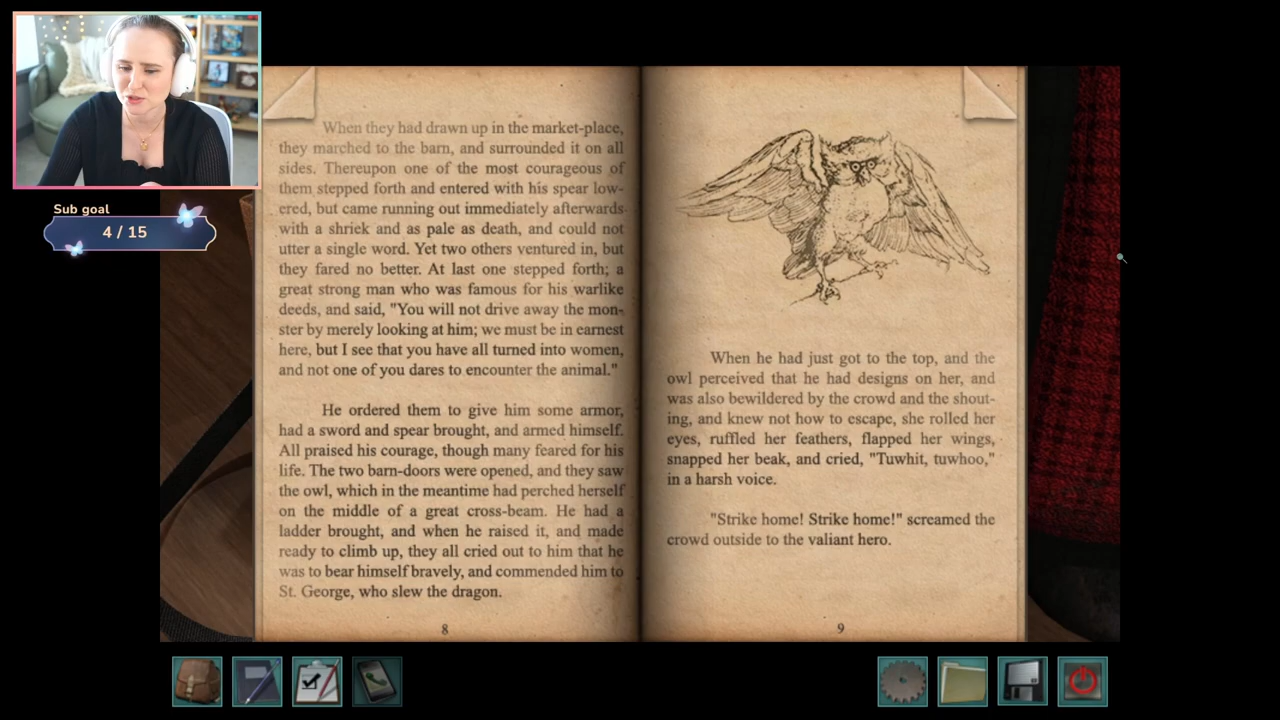 Sub goal
4 / 15
When they had drawn up in the market-place,
they marched to the barn, and surrounded it on all
sides. Thereupon one of the most courageous of
them stepped forth and entered with his spear low-
ered, but came running out immediately afterwards
with a shriek and as pale as death, and could not
utter a single word. Yet two others ventured in, but
they fared no better. At last one stepped forth; a
great strong man who was famous for his warlike
deeds, and said, "You will not drive away the mon-
ster by merely looking at him; we must be in earnest
here, but I see that you have all turned into women,
and not one of you dares to encounter the animal."
He ordered them to give him some armor,
had a sword and spear brought, and armed himself.
All praised his courage, though many feared for his
life. The two barn-doors were opened, and they saw
the owl, which in the meantime had perched herself
on the middle of a great cross-beam. He had a
ladder brought, and when he raised it, and made
ready to climb up, they all cried out to him that he
was to bear himself bravely, and commended him to
St. George, who slew the dragon.
8
When he had just got to the top, and the
owl perceived that he had designs on her, and
was also bewildered by the crowd and the shout-
ing, and knew not how to escape, she rolled her
eyes, ruffled her feathers, flapped her wings,
snapped her beak, and cried, "Tuwhit, tuwhoo,"
in a harsh voice.
"Strike home! Strike home!" screamed the
crowd outside to the valiant hero.
9